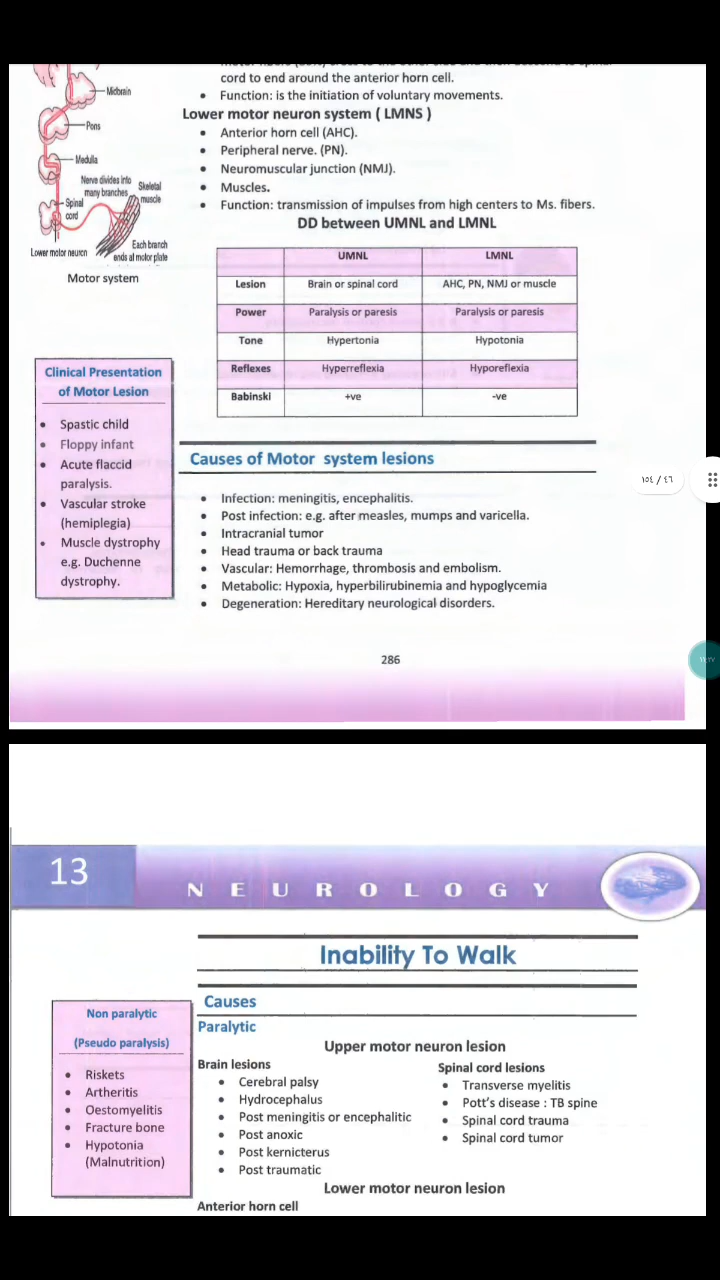 cord to end around the anterior horn cell.
• Function: is the initiation of voluntary movements.
Lower motor neuron system ( LMNS )
• Anterior horn cell (AHC).
• Peripheral nerve. (PN).
• Neuromuscular junction (NMJ).
• Muscles.
• Function: transmission of impulses from high centers to Ms. fibers.
Midbrain
Pons
Medulla
Nerve divides into
many branches
Skeletal
muscle
Spinal
cord
Lower motor neuron
Each branch
ends at motor plate
Motor system
DD between UMNL and LMNL
UMNL LMNL
Lesion Brain or spinal cord AHC, PN, NMJ or muscle
Power Paralysis or paresis Paralysis or paresis
Tone Hypertonia Hypotonia
Reflexes Hyperreflexia Hyporeflexia
Babinski +ve -ve
Clinical Presentation
of Motor Lesion
• Spastic child
• Floppy infant
• Acute flaccid
paralysis.
• Vascular stroke
(hemiplegia)
• Muscle dystrophy
e.g. Duchenne
dystrophy.
Causes of Motor system lesions
• Infection: meningitis, encephalitis.
• Post infection: e.g. after measles, mumps and varicella.
• Intracranial tumor
• Head trauma or back trauma
• Vascular: Hemorrhage, thrombosis and embolism.
• Metabolic: Hypoxia, hyperbilirubinemia and hypoglycemia
• Degeneration: Hereditary neurological disorders.
١٥٤ / ٤٦
286
13
NEUROLOGY
Inability To Walk
Causes
Paralytic
Upper motor neuron lesion
Brain lesions
• Cerebral palsy
• Hydrocephalus
• Post meningitis or encephalitic
• Post anoxic
• Post kernicterus
• Post traumatic
Spinal cord lesions
• Transverse myelitis
• Pott's disease : TB spine
• Spinal cord trauma
• Spinal cord tumor
Lower motor neuron lesion
Anterior horn cell
Non paralytic
(Pseudo paralysis)
• Riskets
• Artheritis
• Oestomyelitis
• Fracture bone
• Hypotonia
(Malnutrition)